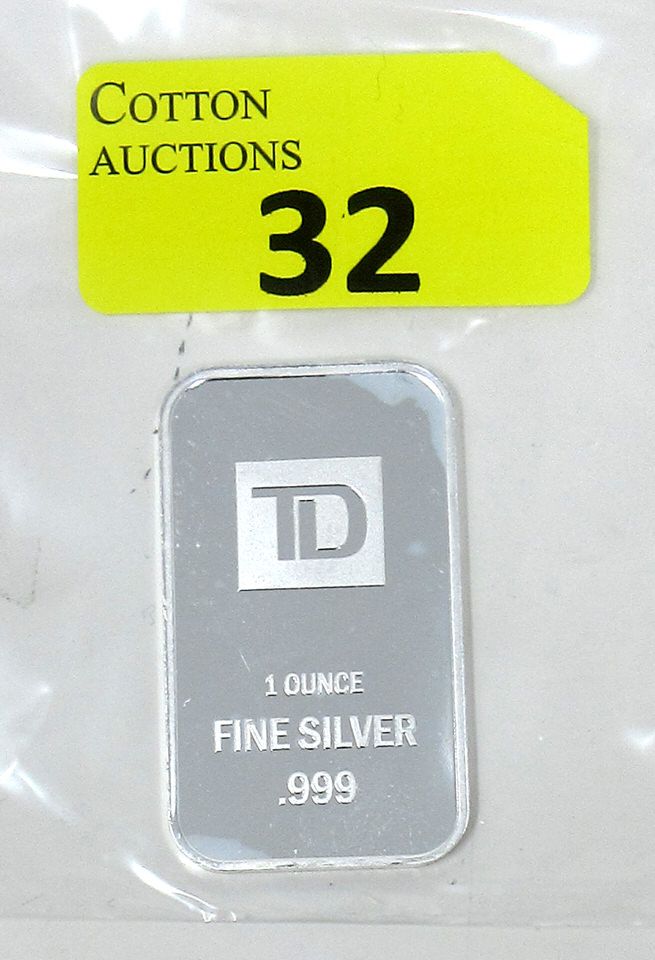 COTTON
AUCTIONS
32
TD
1 OUNCE
FINE SILVER
.999